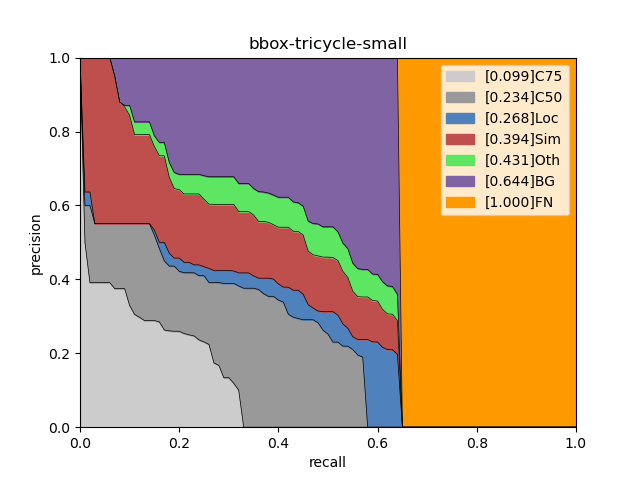 bbox-tricycle-small
1.0
0.8
0.6
0.4
0.2
0.0
precision
[0.099]C75
[0.234]C50
[0.268]Loc
[0.394]Sim
[0.431]Oth
[0.644]BG
[1.000]FN
0.0 0.2 0.4 0.6 0.8 1.0
recall